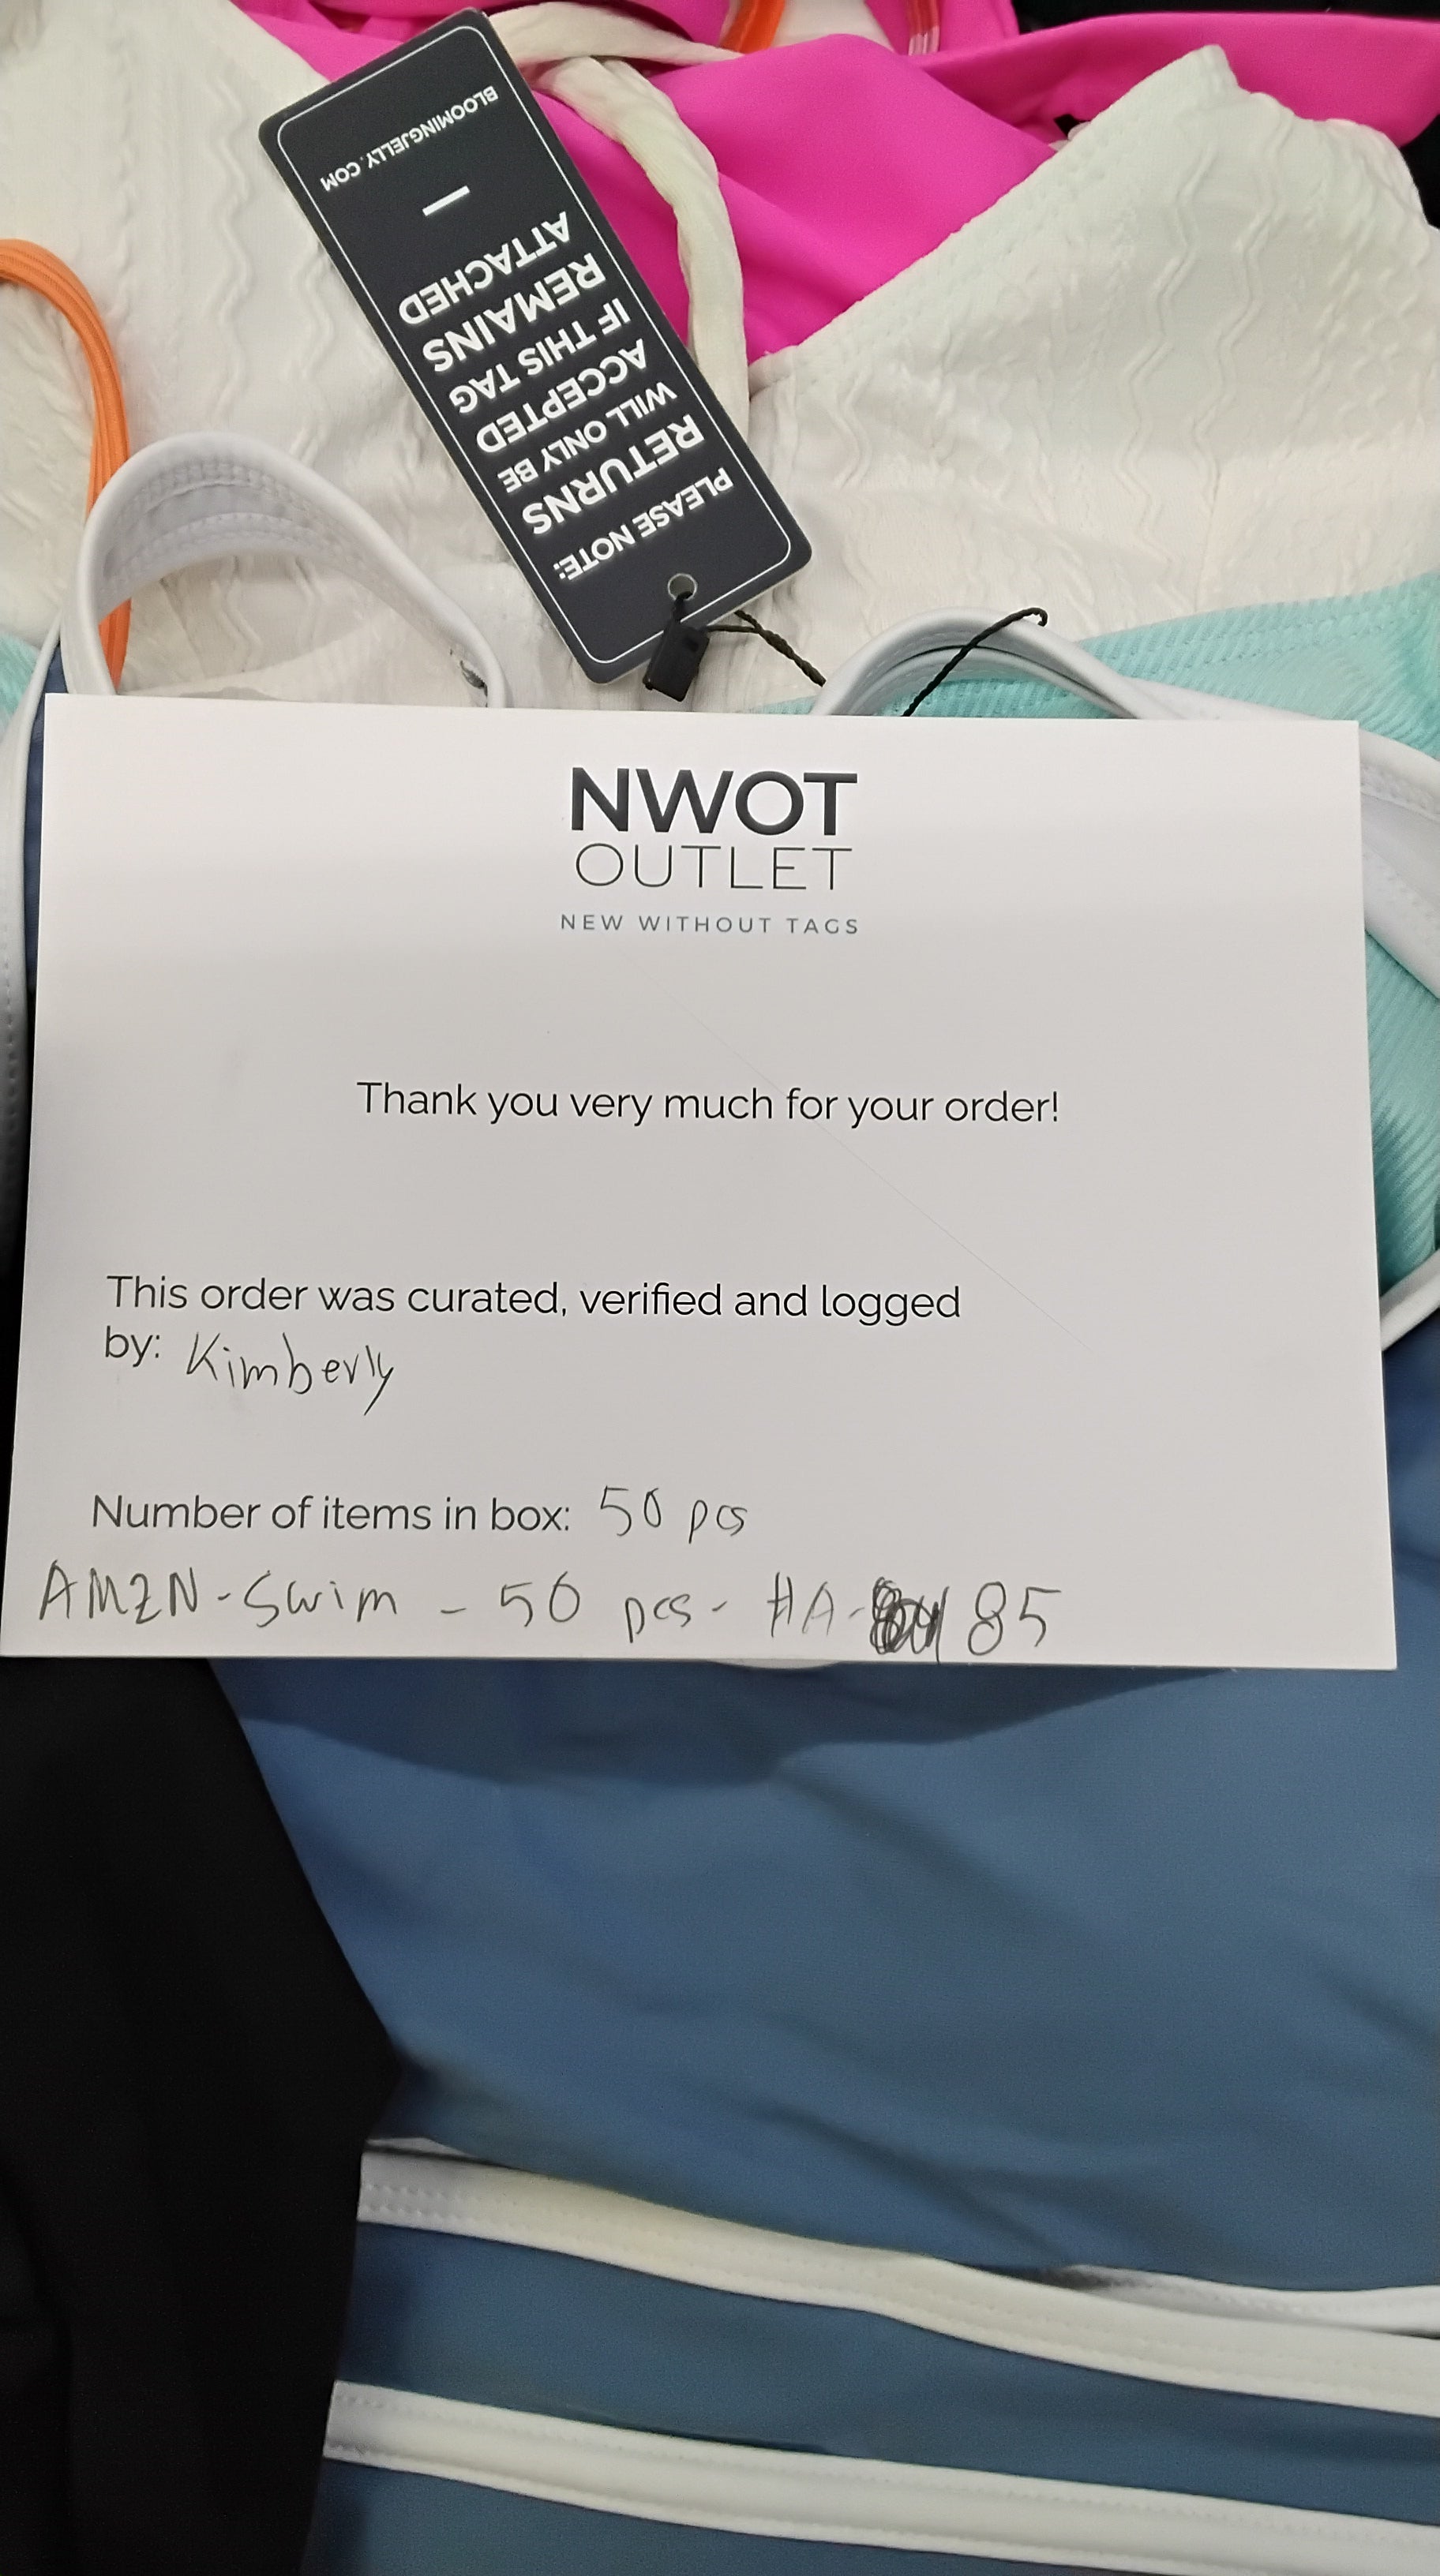 PLEASE NOTE:
RETURNS
WILL ONLY BE
ACCEPTED
IF THIS TAG
REMAINS
ATTACHED
BLOOMINGJELLY.COM
NWOT
OUTLET
NEW WITHOUT TAGS
Thank you very much for your order!
This order was curated, verified and logged
by: Kimberly
Number of items in box: 50 pcs
AMZN-Swim - 50 pcs- HA- 85